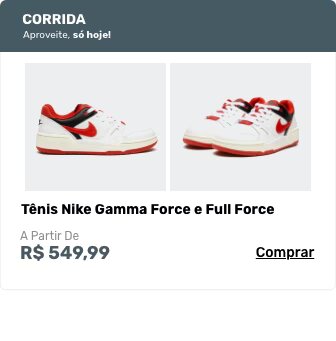 CORRIDA
Aproveite, só hoje!
Tênis Nike Gamma Force e Full Force
A Partir De
R$ 549,99
Comprar